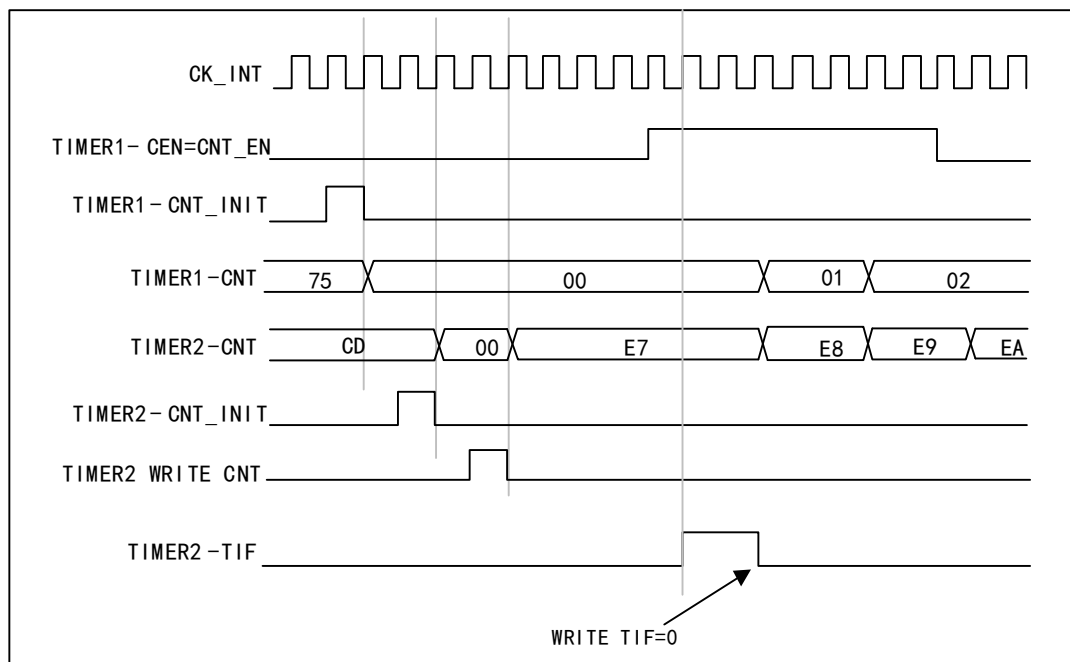 CK_INT
TIMER1-CEN=CNT_EN
TIMER1-CNT_INIT
TIMER1-CNT 75 00 01 02
TIMER2-CNT CD 00 E7 E8 E9 EA
TIMER2-CNT_INIT
TIMER2 WRITE CNT
TIMER2-TIF
WRITE TIF=0